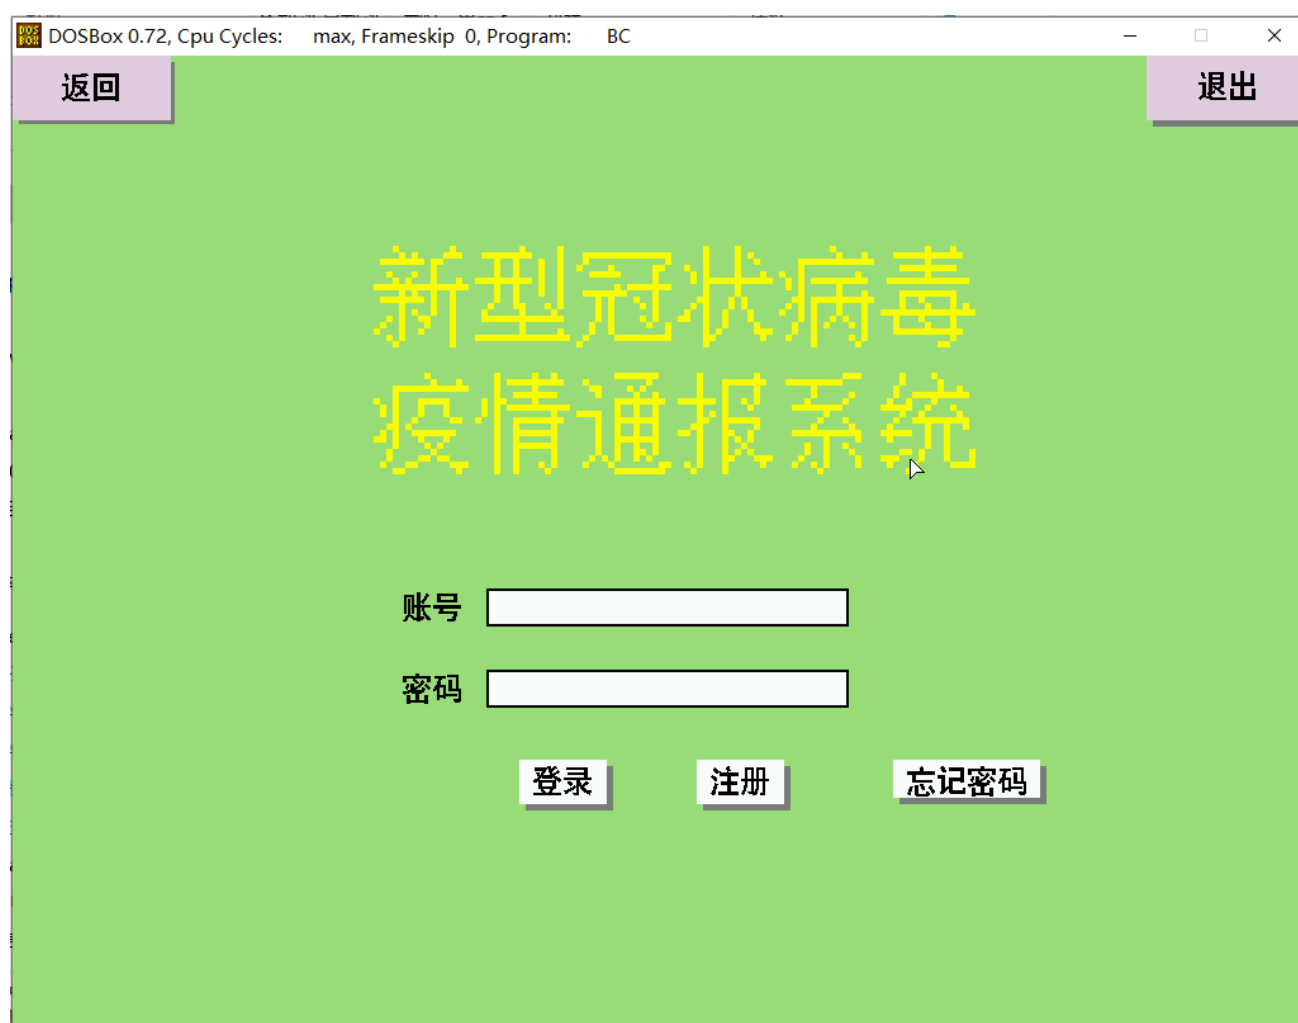 DOSBox 0.72, Cpu Cycles: max, Frameskip 0, Program: BC
返回
退出
新型冠状病毒
疫情通报系统
账号
密码
登录 注册 忘记密码